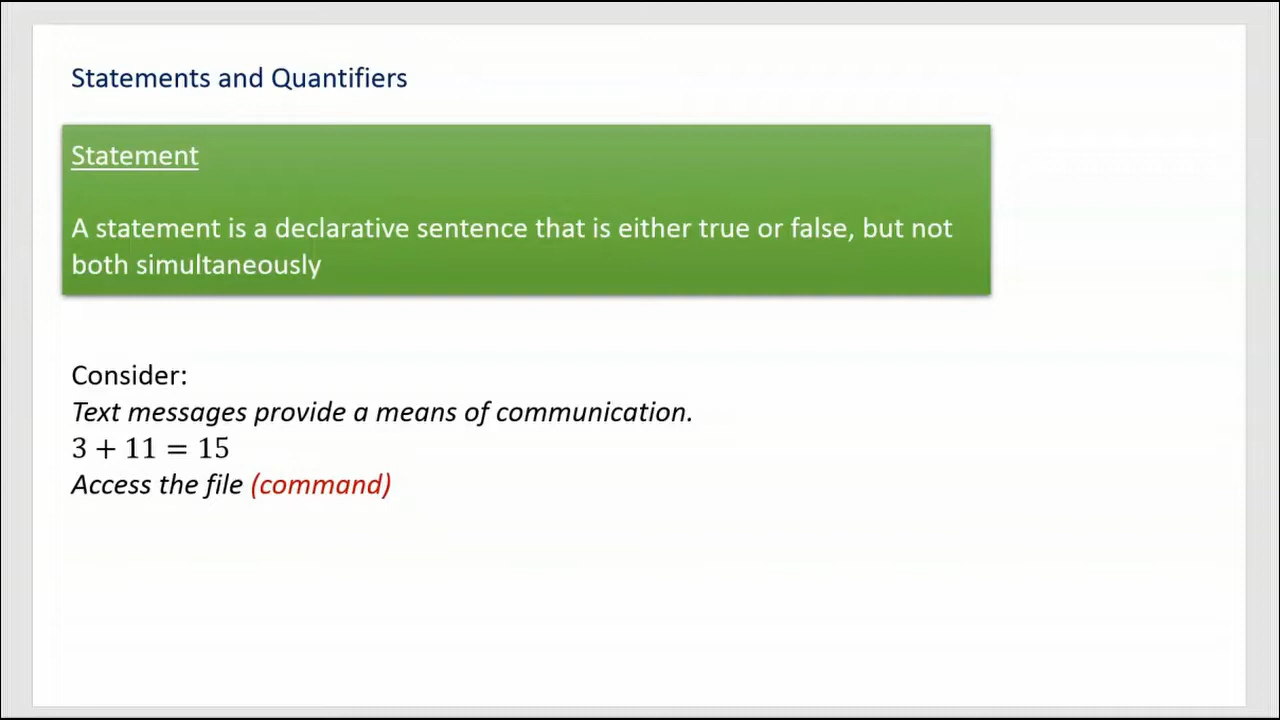 Statements and Quantifiers
Statement
A statement is a declarative sentence that is either true or false, but not
both simultaneously
Consider:
Text messages provide a means of communication.
3 + 11 = 15
Access the file (command)